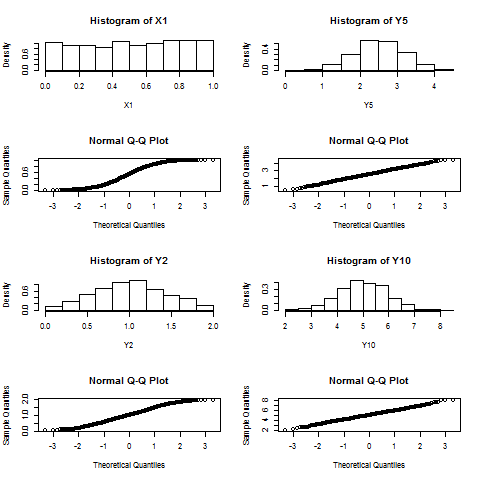 Histogram of X1
Density
0.0 0.6
0.0 0.2 0.4 0.6 0.8 1.0
X1
Histogram of Y5
Density
0.0 0.4
0 1 2 3 4
Y5
Normal Q-Q Plot
Sample Quantiles
0.0 0.6
-3 -2 -1 0 1 2 3
Theoretical Quantiles
Normal Q-Q Plot
Sample Quantiles
1 3
-3 -2 -1 0 1 2 3
Theoretical Quantiles
Histogram of Y2
Density
0.0 0.6
0.0 0.5 1.0 1.5 2.0
Y2
Histogram of Y10
Density
0.0 0.3
2 3 4 5 6 8
Y10
Normal Q-Q Plot
Sample Quantiles
0.0 1.0 2.0
-3 -2 -1 0 1 2 3
Theoretical Quantiles
Normal Q-Q Plot
Sample Quantiles
2 4 6 8
-3 -2 -1 0 1 2 3
Theoretical Quantiles